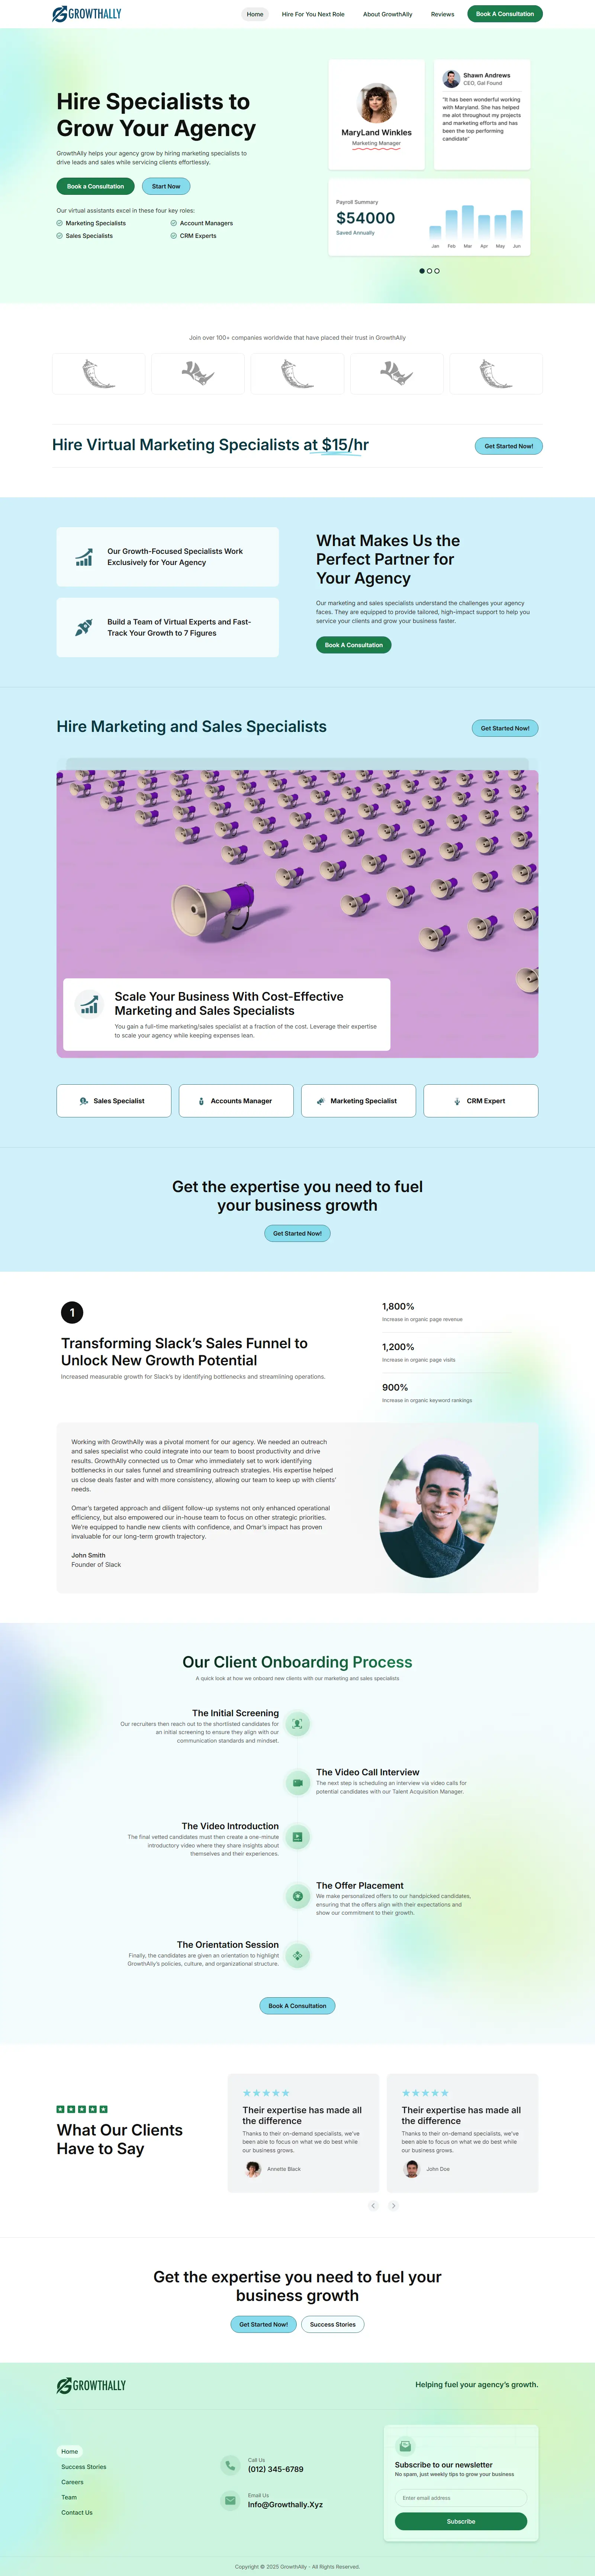 GROWTHALLY
Home
Hire For You Next Role
About GrowthAlly
Reviews
Book A Consultation
Hire Specialists to
Grow Your Agency
GrowthAlly helps your agency grow by hiring marketing specialists to
drive leads and sales while servicing clients effortlessly.
Book a Consultation
Start Now
Our virtual assistants excel in these four key roles:
Marketing Specialists
Account Managers
Sales Specialists
CRM Experts
MaryLand Winkles
Marketing Manager
Shawn Andrews
CEO, Gal Found
"It has been wonderful working
with Maryland. She has helped
me alot throughout my projects
and marketing efforts and has
been the top performing
candidate"
Payroll Summary
$54000
Saved Annually
Jan
Feb
Mar
Apr
May
Jun
Join over 100+ companies worldwide that have placed their trust in GrowthAlly
Hire Virtual Marketing Specialists at $15/hr
Get Started Now!
Our Growth-Focused Specialists Work
Exclusively for Your Agency
Build a Team of Virtual Experts and Fast-
Track Your Growth to 7 Figures
What Makes Us the
Perfect Partner for
Your Agency
Our marketing and sales specialists understand the challenges your agency
faces. They are equipped to provide tailored, high-impact support to help you
service your clients and grow your business faster.
Book A Consultation
Hire Marketing and Sales Specialists
Get Started Now!
Scale Your Business With Cost-Effective
Marketing and Sales Specialists
You gain a full-time marketing/sales specialist at a fraction of the cost. Leverage their expertise
to scale your agency while keeping expenses lean.
Sales Specialist
Accounts Manager
Marketing Specialist
CRM Expert
Get the expertise you need to fuel
your business growth
Get Started Now!
1
Transforming Slack's Sales Funnel to
Unlock New Growth Potential
Increased measurable growth for Slack's by identifying bottlenecks and streamlining operations.
1,800%
Increase in organic page revenue
1,200%
Increase in organic page visits
900%
Increase in organic keyword rankings
Working with GrowthAlly was a pivotal moment for our agency. We needed an outreach
and sales specialist who could integrate into our team to boost productivity and drive
results. GrowthAlly connected us to Omar who immediately set to work identifying
bottlenecks in our sales funnel and streamlining outreach strategies. His expertise helped
us close deals faster and with more consistency, allowing our team to keep up with clients'
needs.
Omar's targeted approach and diligent follow-up systems not only enhanced operational
efficiency, but also empowered our in-house team to focus on other strategic priorities.
We're equipped to handle new clients with confidence, and Omar's impact has proven
invaluable for our long-term growth trajectory.
John Smith
Founder of Slack
Our Client Onboarding Process
A quick look at how we onboard new clients with our marketing and sales specialists
The Initial Screening
Our recruiters then reach out to the shortlisted candidates for
an initial screening to ensure they align with our
communication standards and mindset.
The Video Call Interview
The next step is scheduling an interview via video calls for
potential candidates with our Talent Acquisition Manager.
The Video Introduction
The final vetted candidates must then create a one-minute
introductory video where they share insights about
themselves and their experiences.
The Offer Placement
We make personalized offers to our handpicked candidates,
ensuring that the offers align with their expectations and
show our commitment to their growth.
The Orientation Session
Finally, the candidates are given an orientation to highlight
GrowthAlly's policies, culture, and organizational structure.
Book A Consultation
What Our Clients
Have to Say
Their expertise has made all
the difference
Thanks to their on-demand specialists, we've
been able to focus on what we do best while
our business grows.
Annette Black
Their expertise has made all
the difference
Thanks to their on-demand specialists, we've
been able to focus on what we do best while
our business grows.
John Doe
Get the expertise you need to fuel your
business growth
Get Started Now!
Success Stories
GROWTHALLY
Helping fuel your agency's growth.
Home
Success Stories
Careers
Team
Contact Us
Call Us
(012) 345-6789
Email Us
Info@Growthally.Xyz
Subscribe to our newsletter
No spam, just weekly tips to grow your business
Enter email address
Subscribe
Copyright © 2025 GrowthAlly - All Rights Reserved.